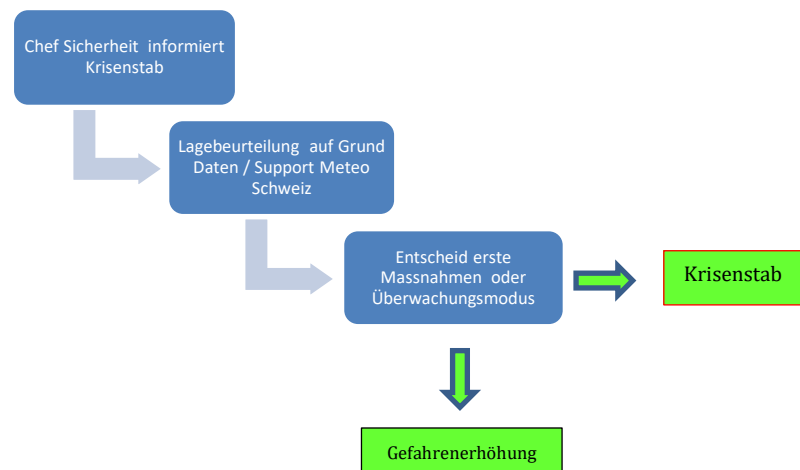 Chef Sicherheit informiert
Krisenstab
Lagebeurteilung auf Grund
Daten / Support Meteo
Schweiz
Entscheid erste
Massnahmen oder
Überwachungsmodus
Krisenstab
Gefahrenerhöhung